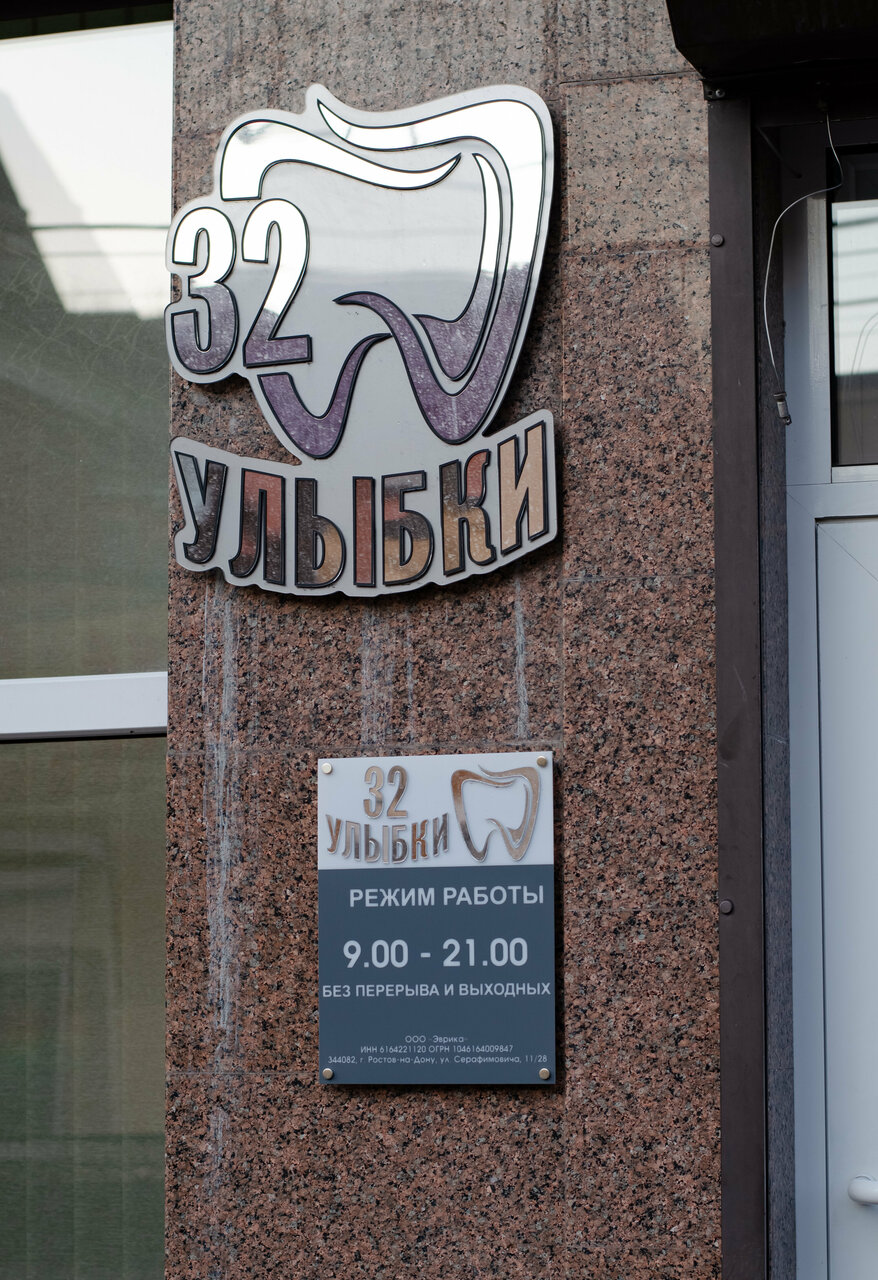 32
УЛЫБКИ
32
УЛЫБКИ
РЕЖИМ РАБОТЫ
9.00 - 21.00
БЕЗ ПЕРЕРЫВА И ВЫХОДНЫХ
ООО «Эврика»
ИНН 6164221120 ОГРН 1046164009847
344082, г. Ростов-на-Дону, ул. Серафимовича, 11/28